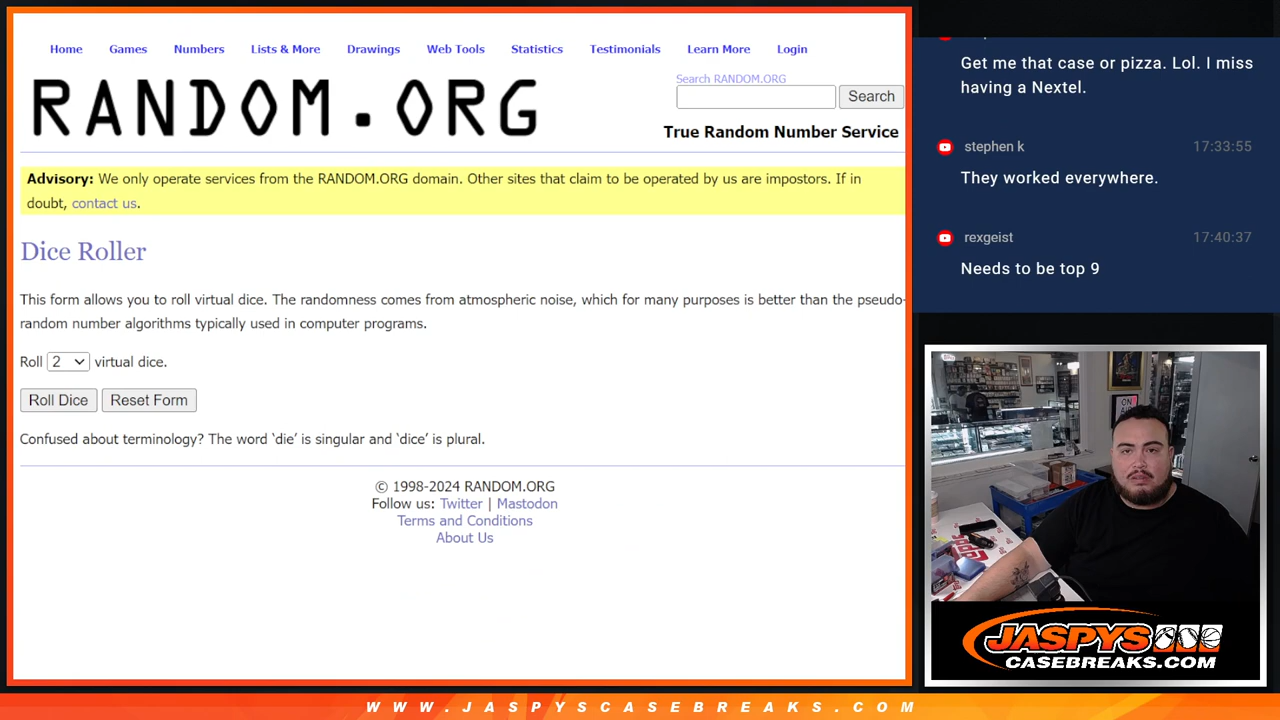 Home Games Numbers Lists & More Drawings Web Tools Statistics Testimonials Learn More Login
RANDOM.ORG
Search RANDOM.ORG
Search
True Random Number Service
Advisory: We only operate services from the RANDOM.ORG domain. Other sites that claim to be operated by us are impostors. If in
doubt, contact us.
Dice Roller
This form allows you to roll virtual dice. The randomness comes from atmospheric noise, which for many purposes is better than the pseudo-
random number algorithms typically used in computer programs.
Roll 2 virtual dice.
Roll Dice Reset Form
Confused about terminology? The word ‘die’ is singular and ‘dice’ is plural.
© 1998-2024 RANDOM.ORG
Follow us: Twitter | Mastodon
Terms and Conditions
About Us
Get me that case or pizza. Lol. I miss
having a Nextel.
stephen k 17:33:55
They worked everywhere.
rexgeist 17:40:37
Needs to be top 9
ON
AIR
JASPYS
CASEBREAKS.COM
WWW.JASPYSCASEBREAKS.COM